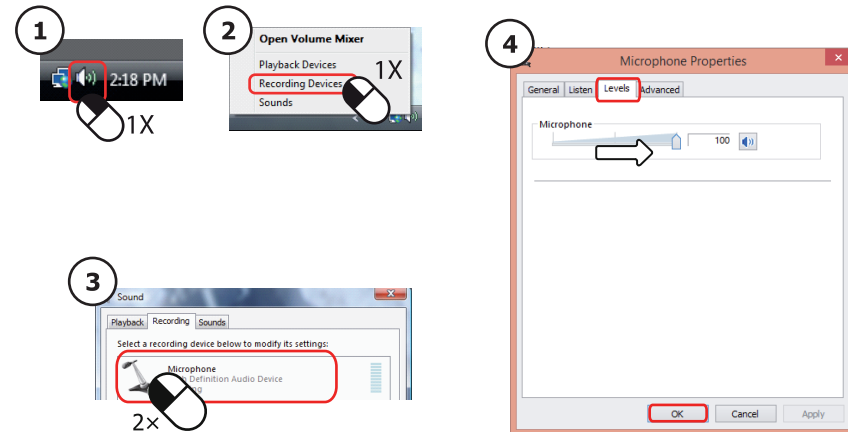 1
2:18 PM
1X
2
Open Volume Mixer
Playback Devices
Recording Devices
1X
Sounds
3
Sound
Playback Recording Sounds
Select a recording device below to modify its settings:
Microphone
Definition Audio Device
2×
4
Microphone Properties
General Listen Levels Advanced
Microphone
100
OK Cancel Apply